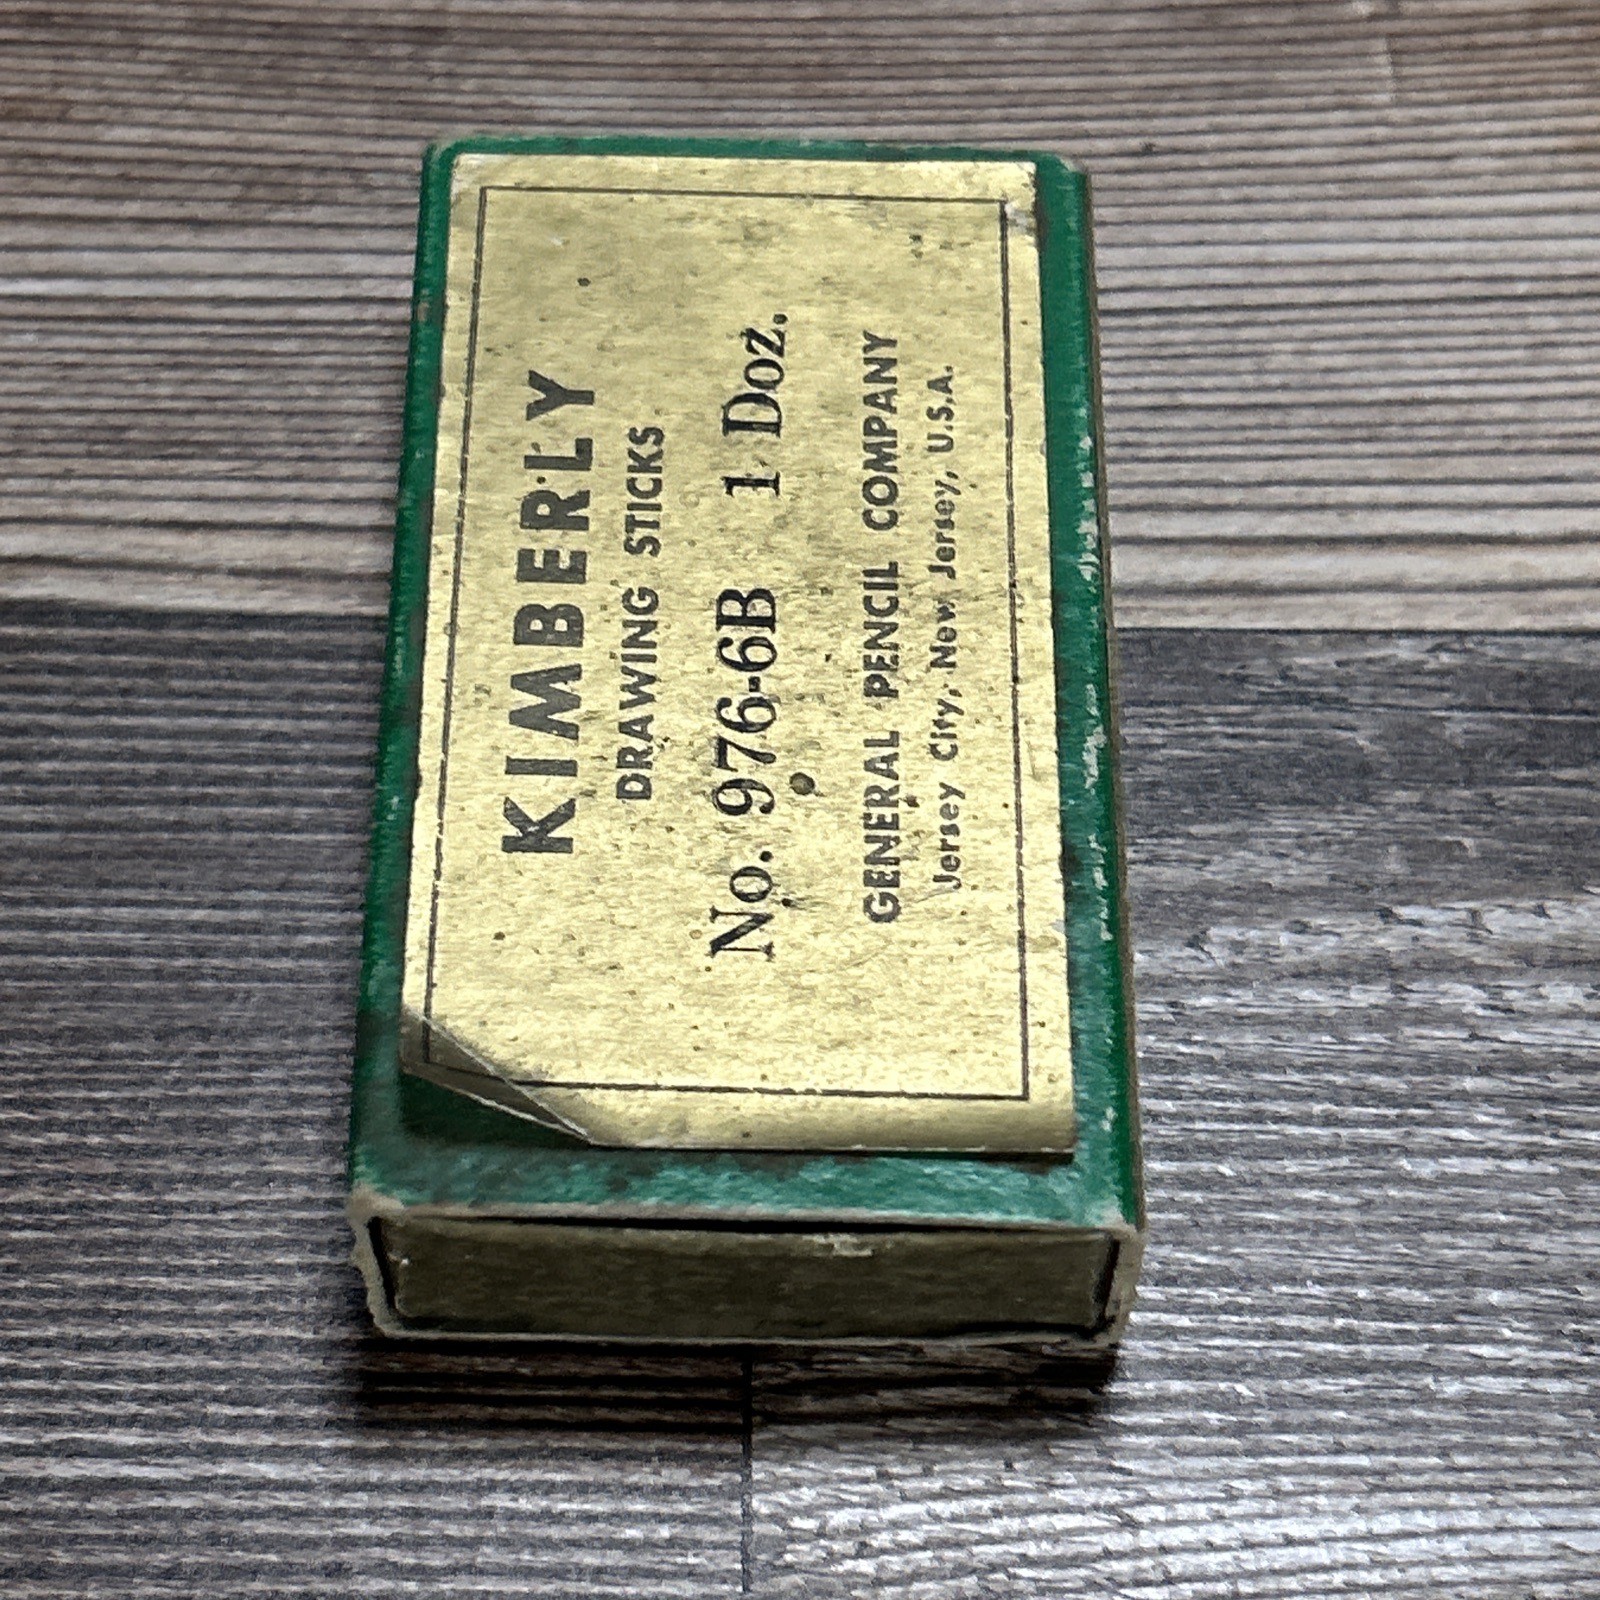 KIMBERLY
DRAWING STICKS
No. 976-6B 1 Doz.
GENERAL PENCIL COMPANY
Jersey City, New Jersey, U.S.A.